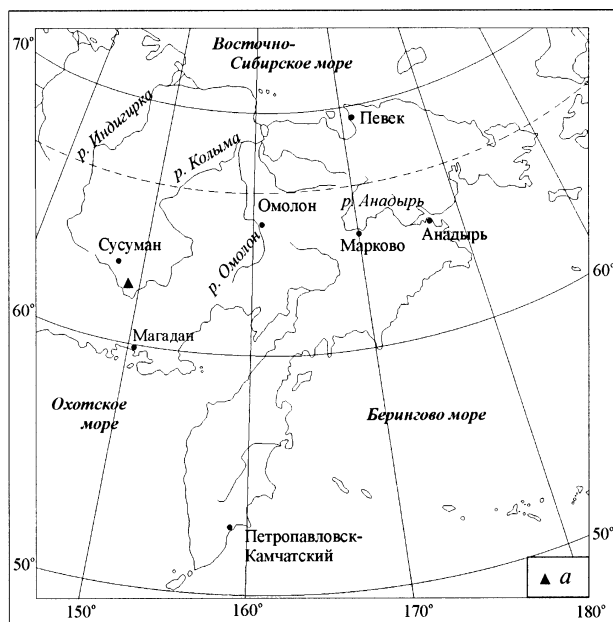 70°
Восточно-
Сибирское море
р. Индигирка
Певек
р. Колыма
р. Анадырь
Омолон
Марково
Анадырь
Сусуман
р. Омолон
60°
60°
Магадан
Охотское
море
Берингово море
50°
Петропавловск-
Камчатский
50°
а
150°
160°
170°
180°